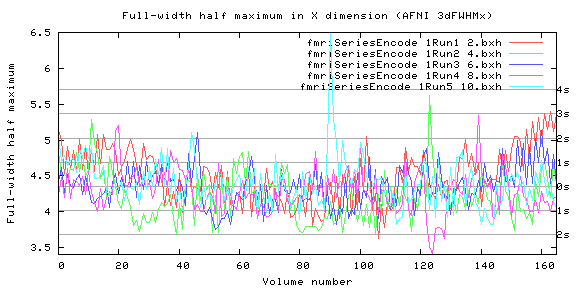 Full-width half maximum in X dimension (AFNI 3dFWHMx)
fmriSeriesEncode 1Run1 2.bxh
fmriSeriesEncode 1Run2 4.bxh
fmriSeriesEncode 1Run3 6.bxh
fmriSeriesEncode 1Run4 8.bxh
fmriSeriesEncode 1Run5 10.bxh
Full-width half maximum
6.5
6
5.5
5
4.5
4
3.5
4s
3s
2s
1s
0s
1s
2s
0 20 40 60 80 100 120 140 160
Volume number